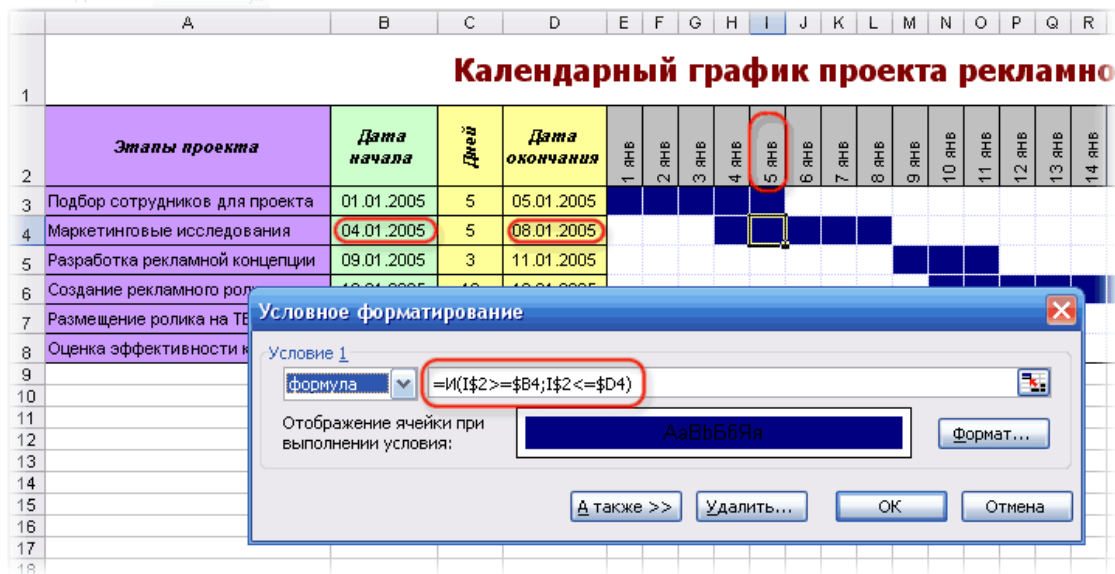 A B C D E F G H I J K L M N O P Q R
1 Календарный график проекта рекламно
2 Этапы проекта Дата начала Дней Дата окончания 1 янв 2 янв 3 янв 4 янв 5 янв 6 янв 7 янв 8 янв 9 янв 10 янв 11 янв 12 янв 13 янв 14 янв
3 Подбор сотрудников для проекта 01.01.2005 5 05.01.2005
4 Маркетинговые исследования 04.01.2005 5 08.01.2005
5 Разработка рекламной концепции 09.01.2005 3 11.01.2005
6 Создание рекламного рол
7 Размещение ролика на ТВ
8 Оценка эффективности к
9
10
11
12
13
14
15
16
17
18
Условное форматирование
Условие 1
формула =И(I$2>=$B4;I$2<=$D4)
Отображение ячейки при
выполнении условия:
АаВbБбЯя
Формат...
А также >> Удалить... ОК Отмена